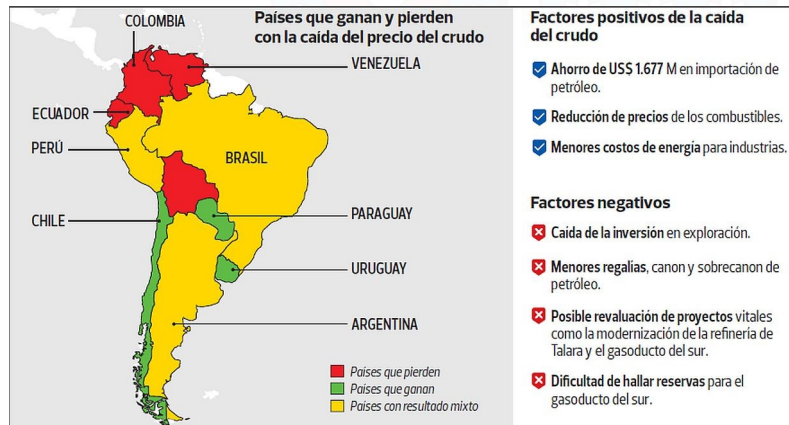 Países que ganan y pierden
con la caída del precio del crudo
COLOMBIA
VENEZUELA
ECUADOR
PERÚ
BRASIL
CHILE
PARAGUAY
URUGUAY
ARGENTINA
Países que pierden
Países que ganan
Países con resultado mixto
Factores positivos de la caída
del crudo
Ahorro de US$ 1.677 M en importación de
petróleo.
Reducción de precios de los combustibles.
Menores costos de energía para industrias.
Factores negativos
Caída de la inversión en exploración.
Menores regalías, canon y sobrecanon de
petróleo.
Posible revaluación de proyectos vitales
como la modernización de la refinería de
Talara y el gasoducto del sur.
Dificultad de hallar reservas para el
gasoducto del sur.